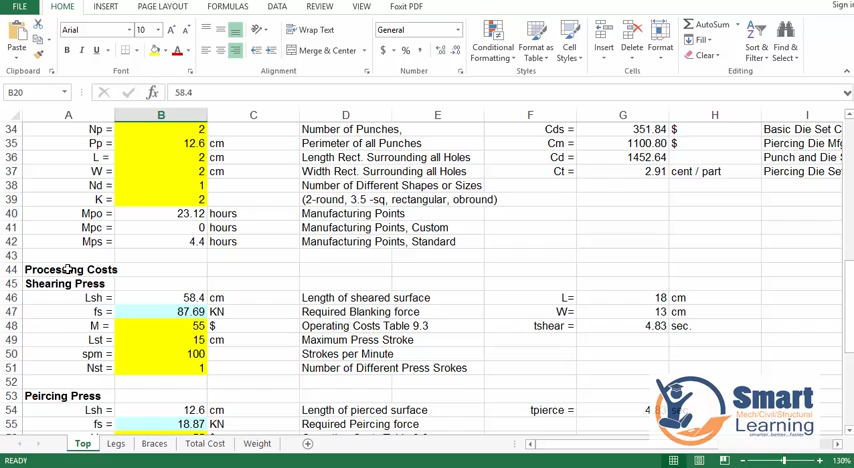 FILE HOME INSERT PAGE LAYOUT FORMULAS DATA REVIEW VIEW Foxit PDF Sign in
Paste
Arial 10 A A
B I U
Wrap Text
Merge & Center
General
$ % ,
Conditional Formatting
Format as Table
Cell Styles
Insert Delete Format
AutoSum
Fill
Clear
Sort & Filter
Find & Select
Clipboard Font Alignment Number Styles Cells Editing
B20 fx 58.4
A B C D E F G H I
34 Np = 2 Number of Punches, Cds = 351.84 $ Basic Die Set C
35 Pp = 12.6 cm Perimeter of all Punches Cm = 1100.80 $ Piercing Die Mfg
36 L = 2 cm Length Rect. Surrounding all Holes Cd = 1452.64 Punch and Die S
37 W = 2 cm Width Rect. Surrounding all Holes Ct = 2.91 cent / part Piercing Die Se
38 Nd = 1 Number of Different Shapes or Sizes
39 K = 2 (2-round, 3.5 -sq, rectangular, obround)
40 Mpo = 23.12 hours Manufacturing Points
41 Mpc = 0 hours Manufacturing Points, Custom
42 Mps = 4.4 hours Manufacturing Points, Standard
43
44 Processing Costs
45 Shearing Press
46 Lsh = 58.4 cm Length of sheared surface L= 18 cm
47 fs = 87.69 KN Required Blanking force W= 13 cm
48 M = 55 $ Operating Costs Table 9.3 tshear = 4.83 sec.
49 Lst = 15 cm Maximum Press Stroke
50 spm = 100 Strokes per Minute
51 Nst = 1 Number of Different Press Srokes
52
53 Peircing Press
54 Lsh = 12.6 cm Length of pierced surface tpierce =
55 fs = 18.87 KN Required Peircing force
Smart
Mech/Civil/Structural
Learning
smarter.. better.. faster..
Top Legs Braces Total Cost Weight
READY 130%